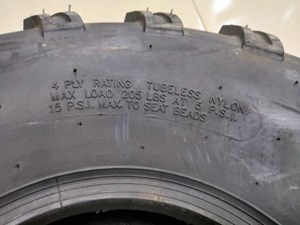 4 PLY RATING TUBELESS NYLON
MAX LOAD 205 LBS AT 5 P.S.I.
15 P.S.I. MAX. TO SEAT BEADS